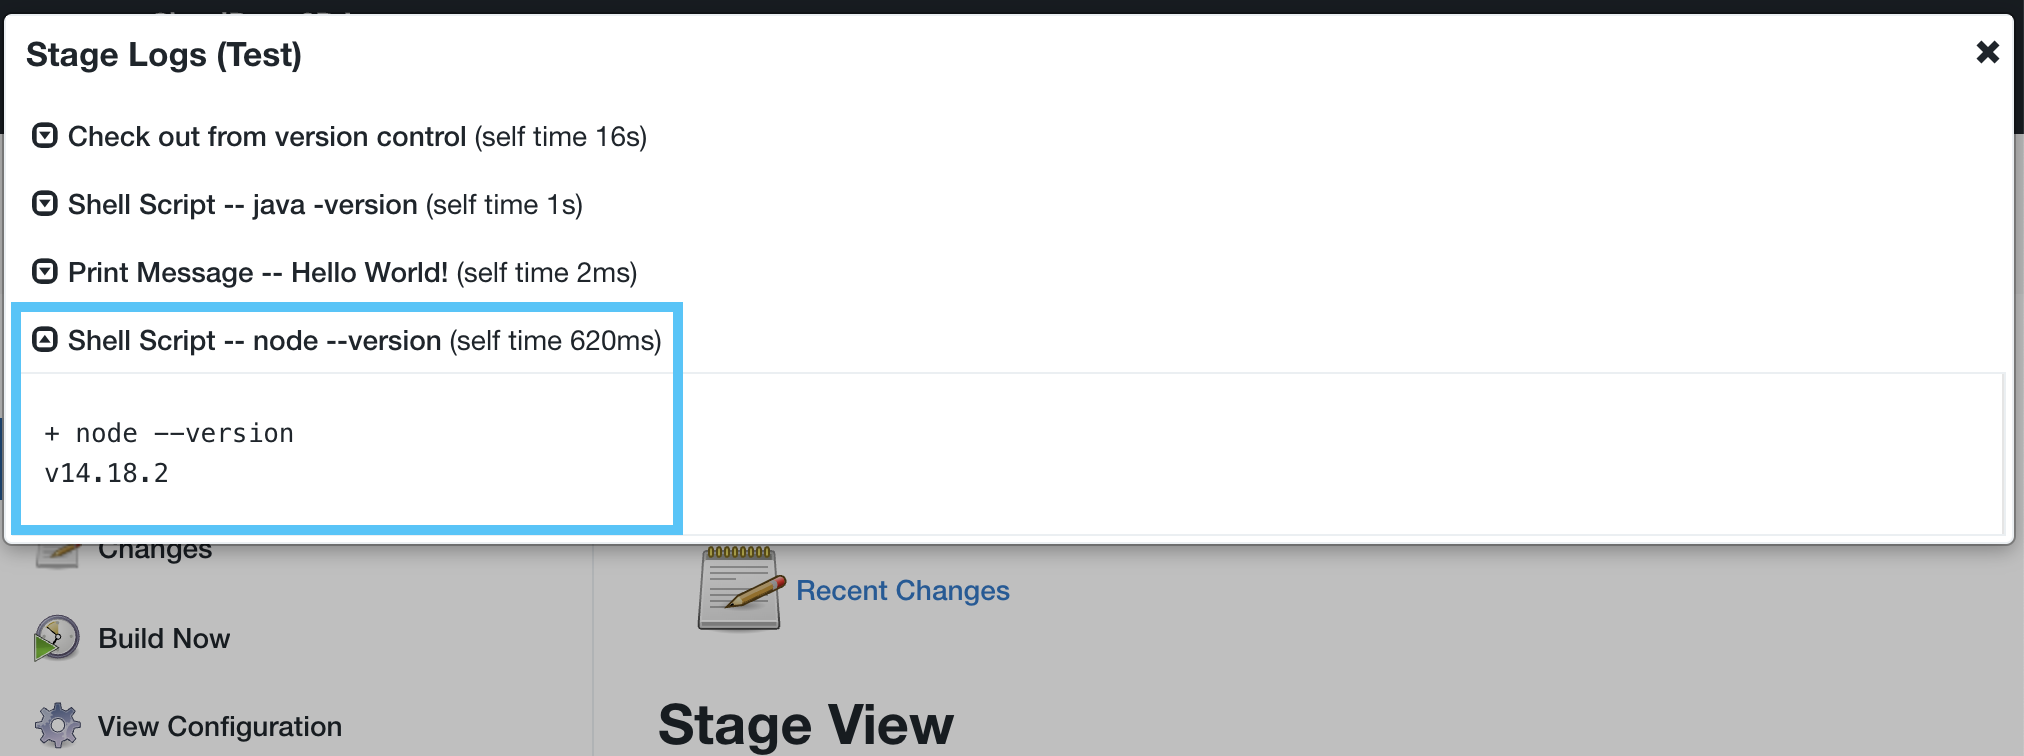 Stage Logs (Test)
Check out from version control (self time 16s)
Shell Script -- java -version (self time 1s)
Print Message -- Hello World! (self time 2ms)
Shell Script -- node --version (self time 620ms)
+ node --version
v14.18.2
Changes
Build Now
View Configuration
Recent Changes
Stage View